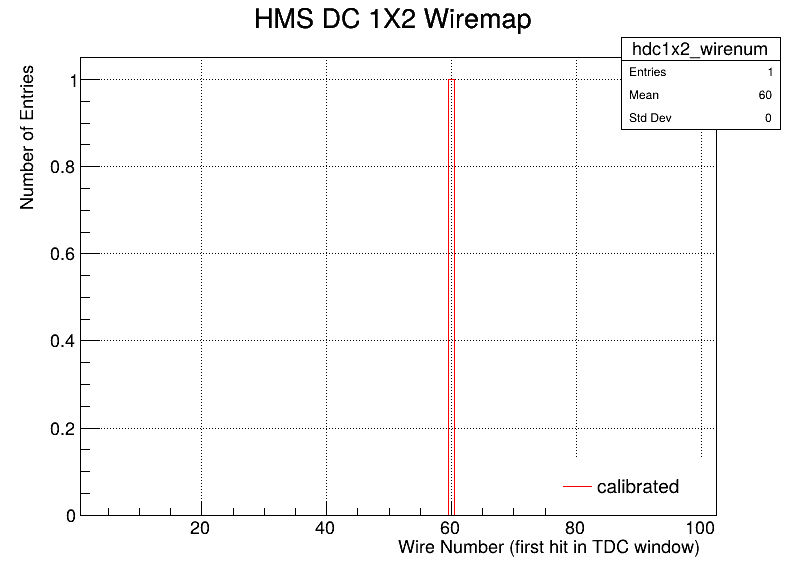 HMS DC 1X2 Wiremap
hdc1x2_wirenum
Entries 1
Mean 60
Std Dev 0
Number of Entries
1
0.8
0.6
0.4
0.2
0
calibrated
20 40 60 80 100
Wire Number (first hit in TDC window)